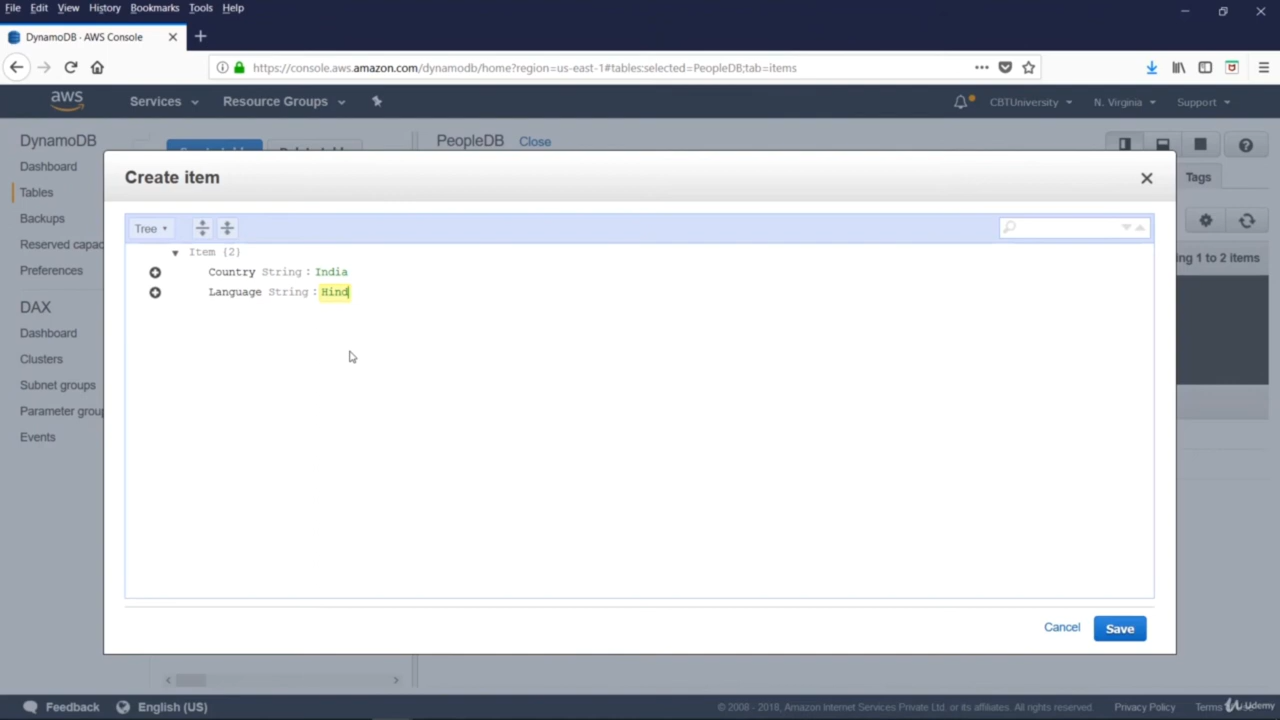 File Edit View History Bookmarks Tools Help
DynamoDB - AWS Console
https://console.aws.amazon.com/dynamodb/home?region=us-east-1#tables:selected=PeopleDB;tab=items
aws Services Resource Groups CBTUniversity N. Virginia Support
DynamoDB
Dashboard
Tables
Backups
Reserved capac
Preferences
DAX
Dashboard
Clusters
Subnet groups
Parameter group
Events
PeopleDB Close
Tags
ng 1 to 2 items
Create item
Tree
Item {2}
Country String : India
Language String : Hind
Cancel Save
Feedback English (US)
© 2008 - 2018, Amazon Internet Services Private Ltd. or its affiliates. All rights reserved. Privacy Policy Terms
Udemy